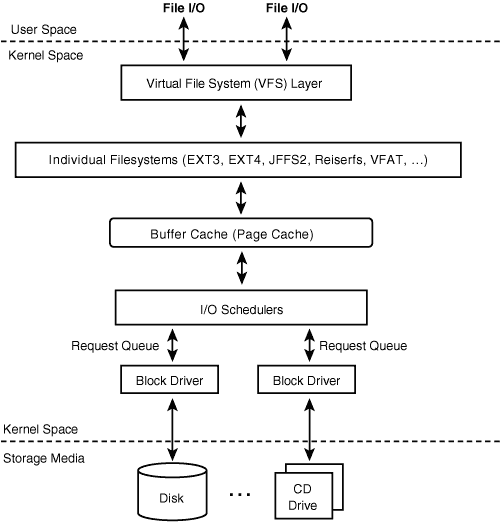 File I/O
File I/O
User Space
Kernel Space
Virtual File System (VFS) Layer
Individual Filesystems (EXT3, EXT4, JFFS2, Reiserfs, VFAT, ...)
Buffer Cache (Page Cache)
I/O Schedulers
Request Queue
Request Queue
Block Driver
Block Driver
Kernel Space
Storage Media
Disk
...
CD
Drive